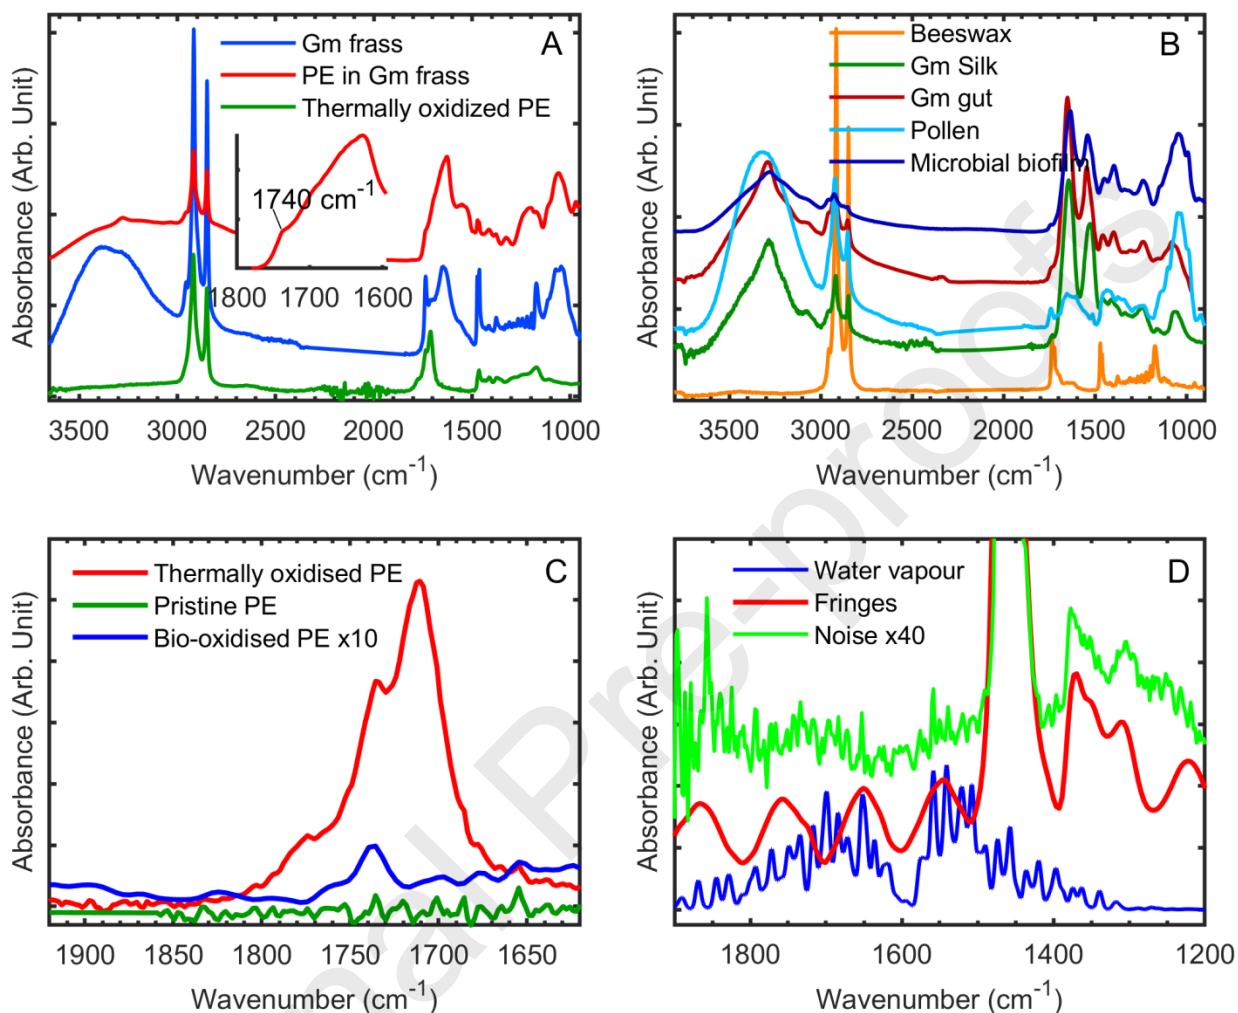 A
Gm frass
PE in Gm frass
Thermally oxidized PE
1740 cm⁻¹
1800 1700 1600
Absorbance (Arb. Unit)
3500 3000 2500 2000 1500 1000
Wavenumber (cm⁻¹)
B
Beeswax
Gm Silk
Gm gut
Pollen
Microbial biofilm
Absorbance (Arb. Unit)
3500 3000 2500 2000 1500 1000
Wavenumber (cm⁻¹)
C
Thermally oxidised PE
Pristine PE
Bio-oxidised PE x10
Absorbance (Arb. Unit)
1900 1850 1800 1750 1700 1650
Wavenumber (cm⁻¹)
D
Water vapour
Fringes
Noise x40
Absorbance (Arb. Unit)
1800 1600 1400 1200
Wavenumber (cm⁻¹)
nal Pre-proofs